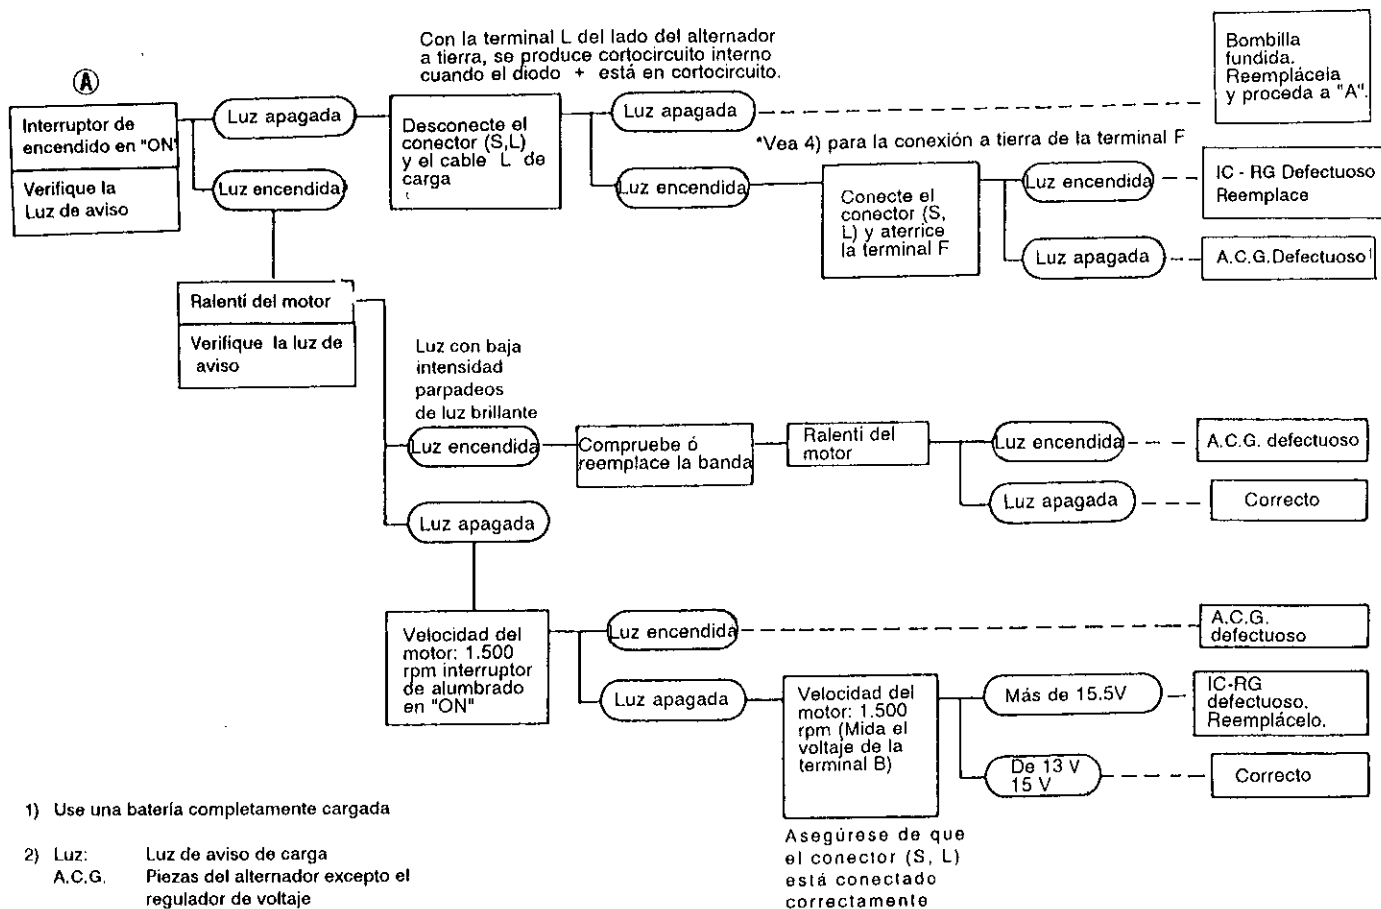 Con la terminal L del lado del alternador
a tierra, se produce cortocircuito interno
cuando el diodo + está en cortocircuito.
Bombilla
fundida.
Reemplácela
y proceda a "A".
A
Interruptor de
encendido en "ON"
Verifique la
Luz de aviso
Luz apagada
Luz encendida
Desconecte el
conector (S,L)
y el cable L de
carga
Luz apagada
*Vea 4) para la conexión a tierra de la terminal F
Luz encendida
Conecte el
conector (S,
L) y aterrice
la terminal F
Luz encendida
IC - RG Defectuoso
Reemplace
Luz apagada
A.C.G.Defectuoso
Ralentí del motor
Verifique la luz de
aviso
Luz con baja
intensidad
parpadeos
de luz brillante
Luz encendida
Compruebe ó
reemplace la banda
Ralentí del
motor
Luz encendida
A.C.G. defectuoso
Luz apagada
Correcto
Luz apagada
Velocidad del
motor: 1.500
rpm interruptor
de alumbrado
en "ON"
Luz encendida
A.C.G.
defectuoso
Luz apagada
Velocidad del
motor: 1.500
rpm (Mida el
voltaje de la
terminal B)
Más de 15.5V
IC-RG
defectuoso.
Reemplácelo.
De 13 V
15 V
Correcto
Asegúrese de que
el conector (S, L)
está conectado
correctamente
1) Use una batería completamente cargada
2) Luz: Luz de aviso de carga
A.C.G. Piezas del alternador excepto el
regulador de voltaje